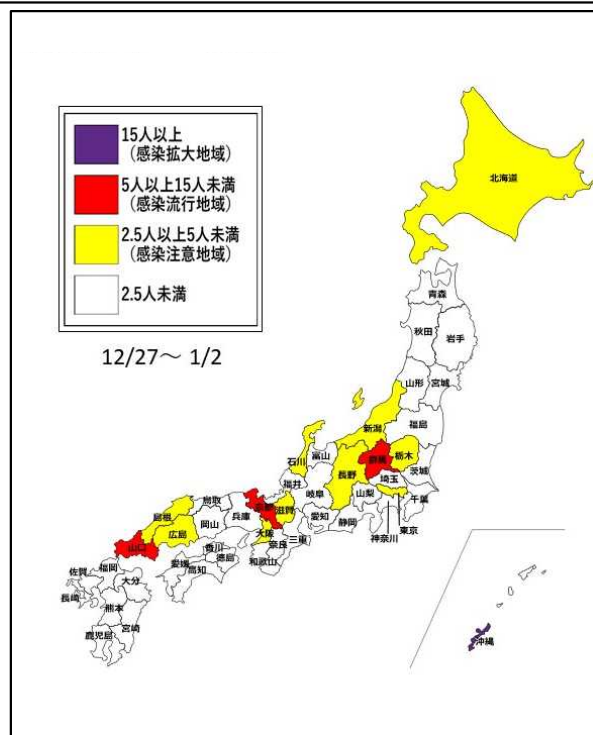 15人以上
(感染拡大地域)
5人以上15人未満
(感染流行地域)
2.5人以上5人未満
(感染注意地域)
2.5人未満
12/27～ 1/2
北海道
青森
秋田
岩手
山形
宮城
新潟
福島
石川
富山
群馬
栃木
福井
長野
埼玉
茨城
岐阜
山梨
千葉
鳥取
京都
滋賀
島根
兵庫
愛知
静岡
東京
神奈川
広島
岡山
大阪
三重
奈良
山口
香川
和歌山
愛媛
徳島
高知
佐賀
福岡
大分
長崎
熊本
鹿児島
宮崎
沖縄